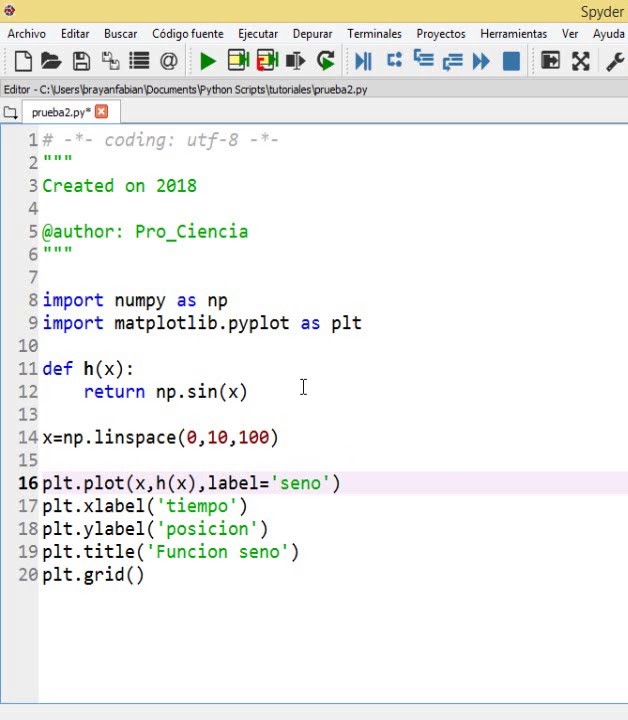 Spyder
Archivo Editar Buscar Código fuente Ejecutar Depurar Terminales Proyectos Herramientas Ver Ayuda
Editor - C:\Users\brayanfabian\Documents\Python Scripts\tutoriales\prueba2.py
prueba2.py*
1 # -*- coding: utf-8 -*-
2 """
3 Created on 2018
4
5 @author: Pro_Ciencia
6 """
7
8 import numpy as np
9 import matplotlib.pyplot as plt
10
11 def h(x):
12     return np.sin(x)
13
14 x=np.linspace(0,10,100)
15
16 plt.plot(x,h(x),label='seno')
17 plt.xlabel('tiempo')
18 plt.ylabel('posicion')
19 plt.title('Funcion seno')
20 plt.grid()